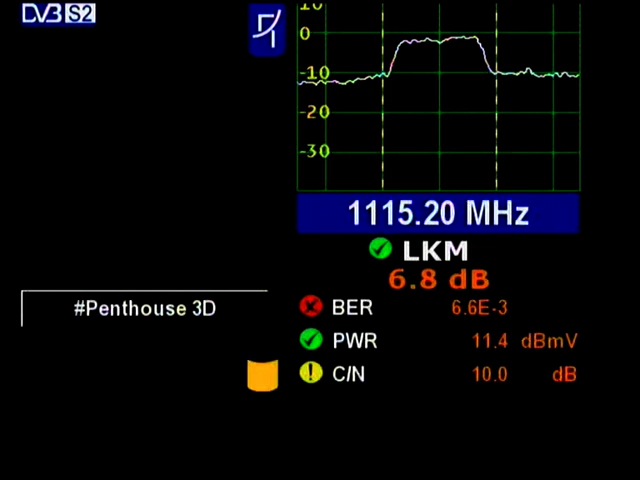 DVB S2
10
0
-10
-20
-30
1115.20 MHz
LKM
6.8 dB
#Penthouse 3D
BER 6.6E-3
PWR 11.4 dBmV
C/N 10.0 dB